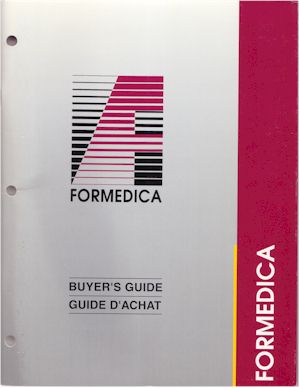 FORMEDICA
BUYER'S GUIDE
GUIDE D'ACHAT
FORMEDICA